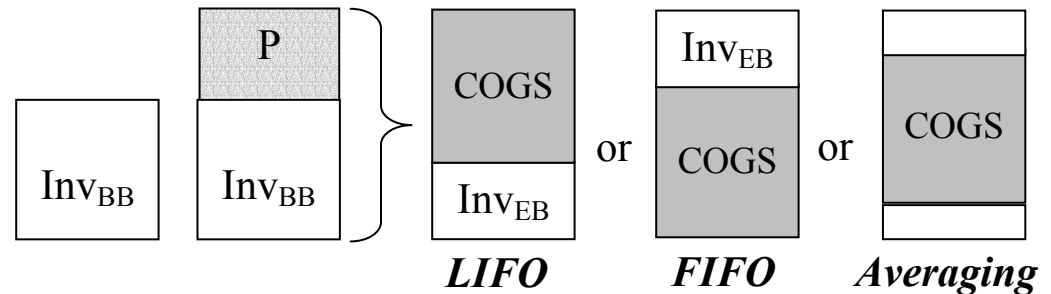 P
Inv_BB
Inv_BB
COGS
Inv_EB
or
Inv_EB
COGS
or
COGS
LIFO
FIFO
Averaging